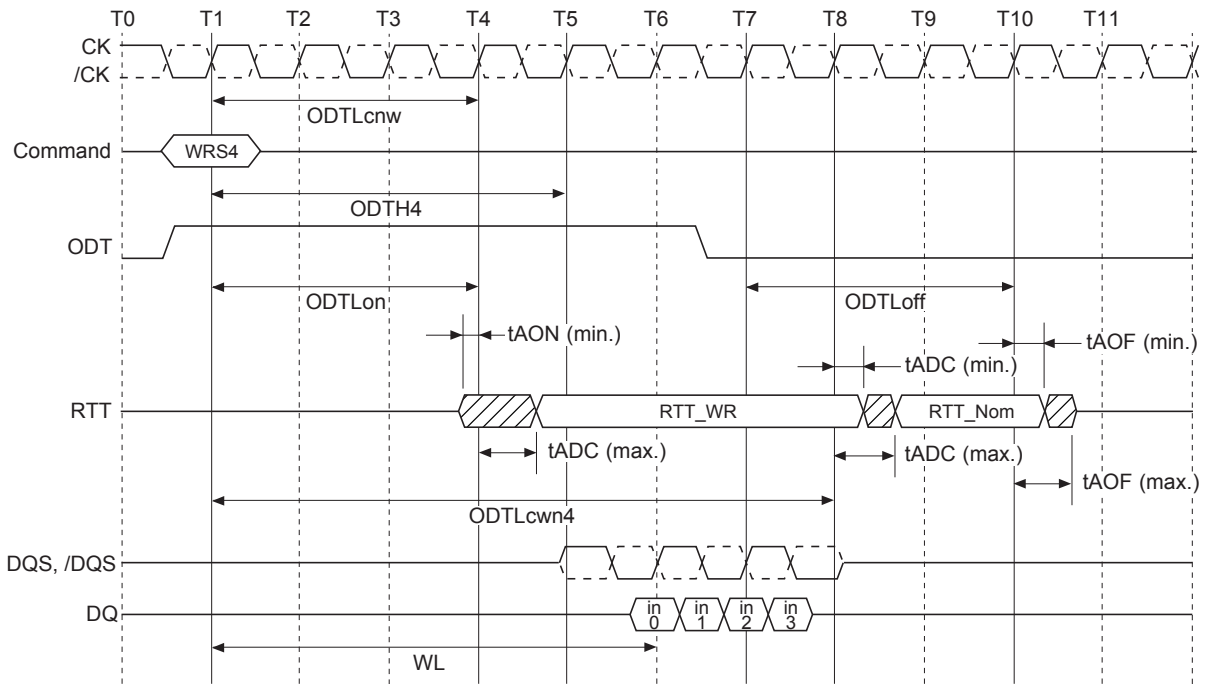 T0 T1 T2 T3 T4 T5 T6 T7 T8 T9 T10 T11
CK
/CK
ODTLcnw
Command
WRS4
ODTH4
ODT
ODTLon
ODTLoff
tAON (min.)
tAOF (min.)
tADC (min.)
RTT
RTT_WR
RTT_Nom
tADC (max.)
tADC (max.)
tAOF (max.)
ODTLcwn4
DQS, /DQS
DQ
in 0
in 1
in 2
in 3
WL